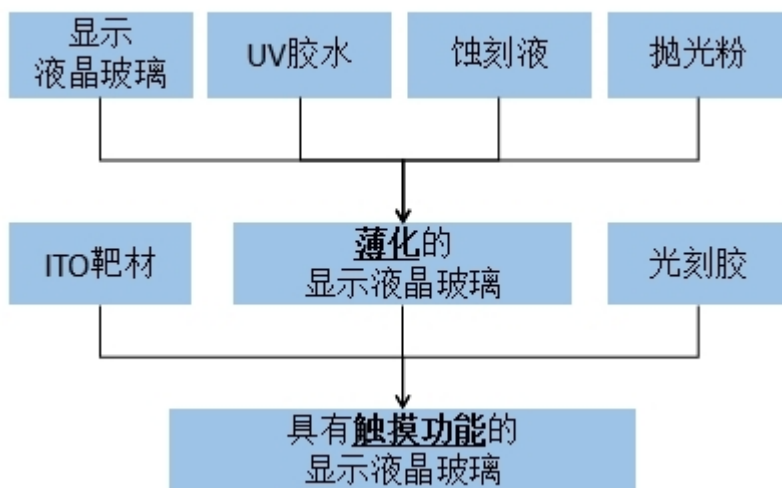 显示
液晶玻璃
UV胶水
蚀刻液
抛光粉
ITO靶材
薄化的
显示液晶玻璃
光刻胶
具有触摸功能的
显示液晶玻璃